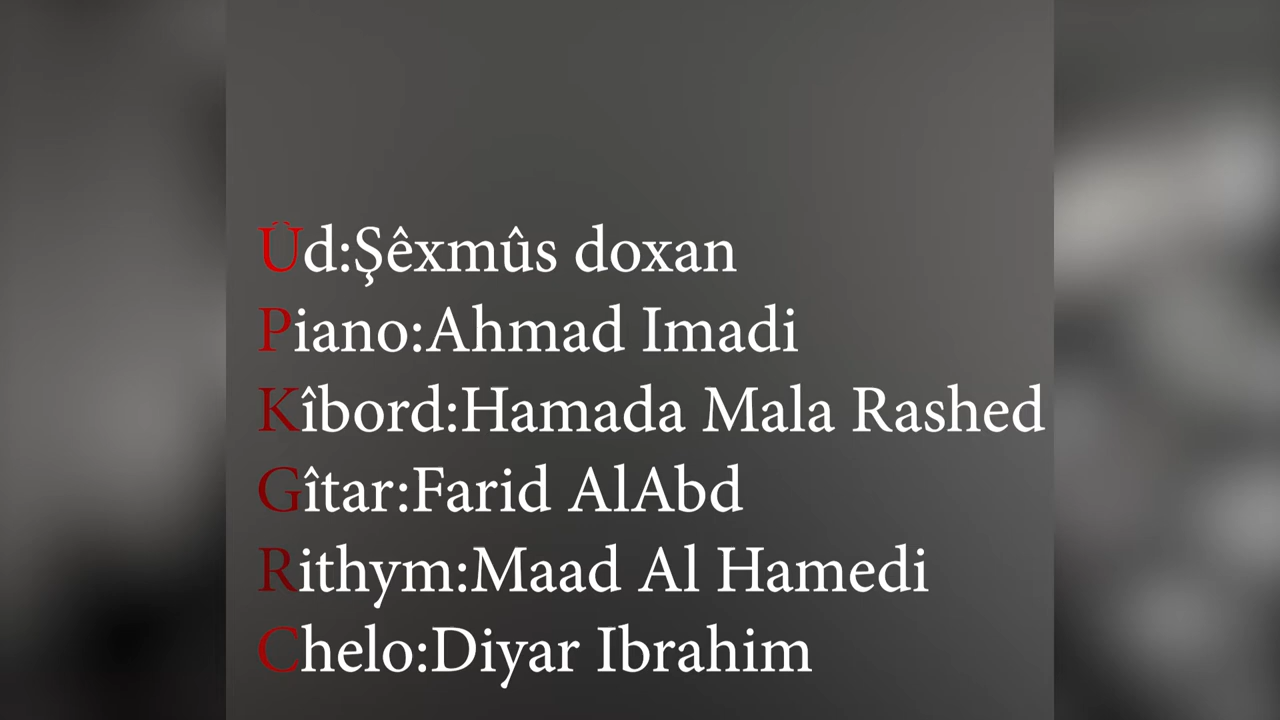 Ûd:Şêxmûs doxan
Piano:Ahmad Imadi
Kîbord:Hamada Mala Rashed
Gîtar:Farid AlAbd
Rithym:Maad Al Hamedi
Chelo:Diyar Ibrahim